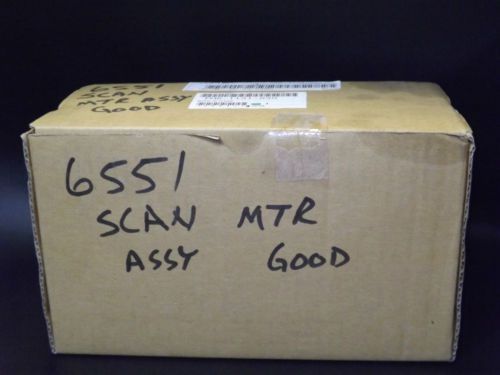 6551
SCAN
MTR ASSY
GOOD
6551
SCAN MTR
ASSY GOOD